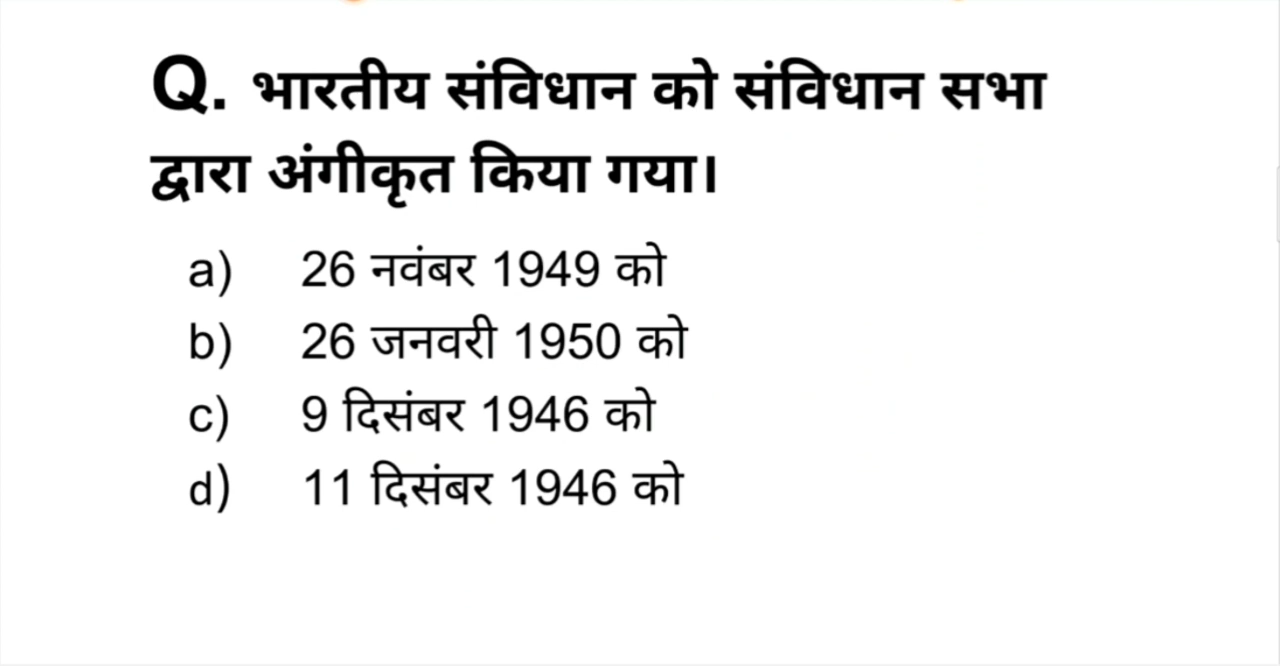 Q. भारतीय संविधान को संविधान सभा
द्वारा अंगीकृत किया गया।
a) 26 नवंबर 1949 को
b) 26 जनवरी 1950 को
c) 9 दिसंबर 1946 को
d) 11 दिसंबर 1946 को